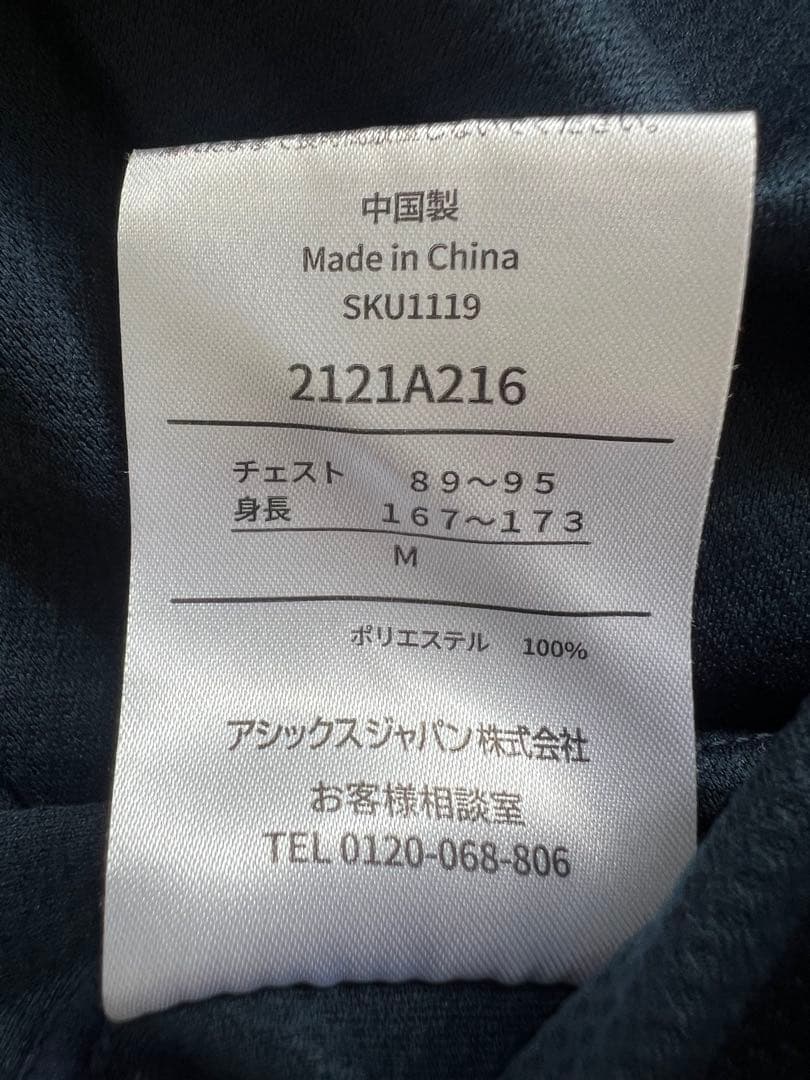 中国製
Made in China
SKU1119
2121A216
チェスト ８９～９５
身長 １６７～１７３
M
ポリエステル 100%
アシックスジャパン株式会社
お客様相談室
TEL 0120-068-806